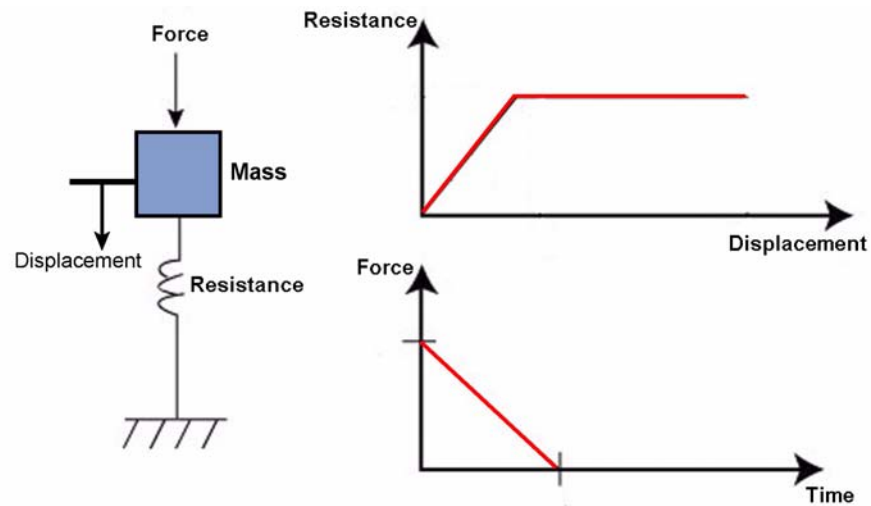 Force
Mass
Displacement
Resistance
Resistance
Displacement
Force
Time